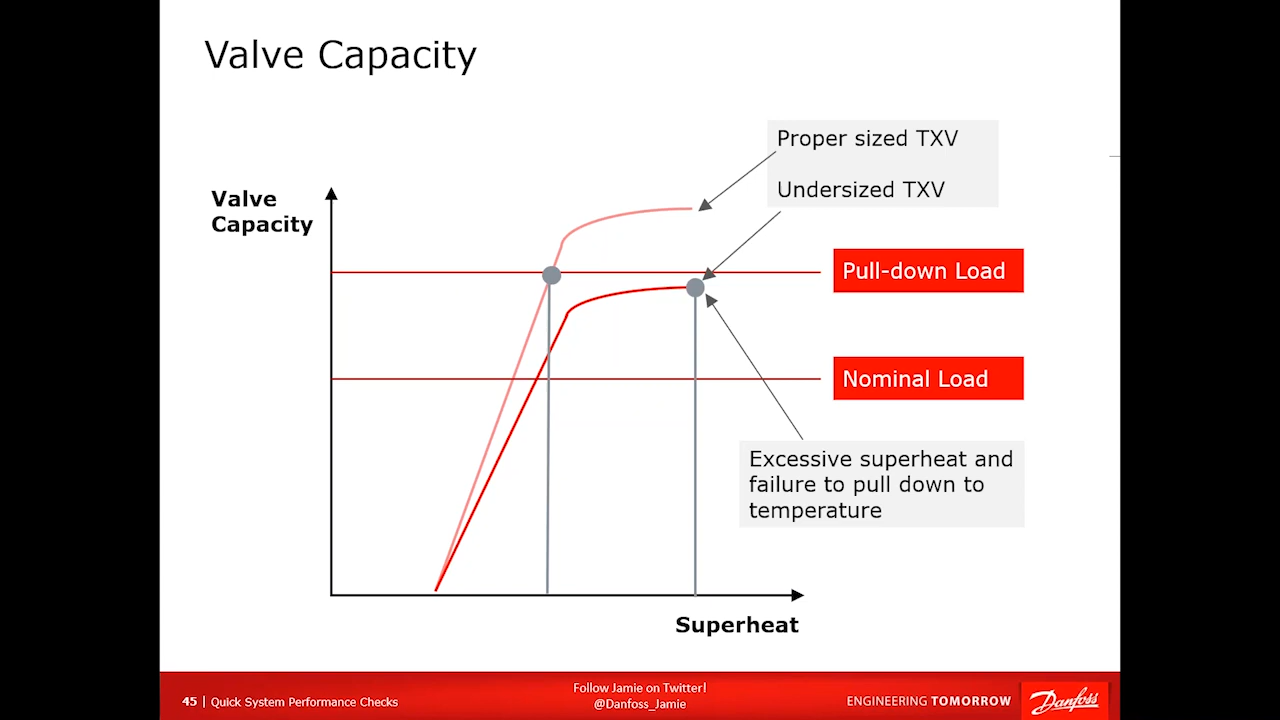 Valve Capacity
Proper sized TXV
Undersized TXV
Valve
Capacity
Pull-down Load
Nominal Load
Excessive superheat and
failure to pull down to
temperature
Superheat
45 | Quick System Performance Checks
Follow Jamie on Twitter!
@Danfoss_Jamie
ENGINEERING TOMORROW
Danfoss